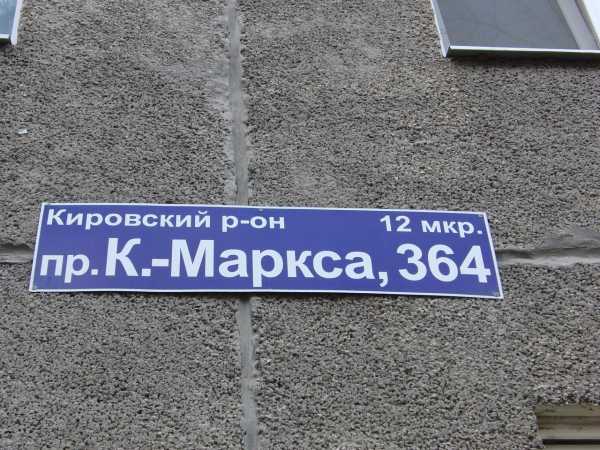 Кировский р-он 12 мкр.
пр. К.-Маркса, 364